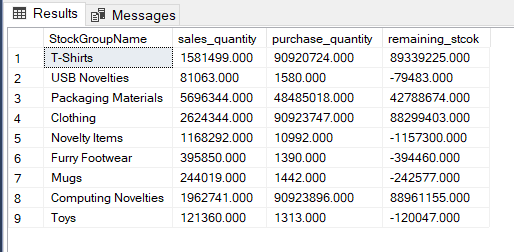 Results Messages
StockGroupName sales_quantity purchase_quantity remaining_stcok
1 T-Shirts 1581499.000 90920724.000 89339225.000
2 USB Novelties 81063.000 1580.000 -79483.000
3 Packaging Materials 5696344.000 48485018.000 42788674.000
4 Clothing 2624344.000 90923747.000 88299403.000
5 Novelty Items 1168292.000 10992.000 -1157300.000
6 Furry Footwear 395850.000 1390.000 -394460.000
7 Mugs 244019.000 1442.000 -242577.000
8 Computing Novelties 1962741.000 90923896.000 88961155.000
9 Toys 121360.000 1313.000 -120047.000